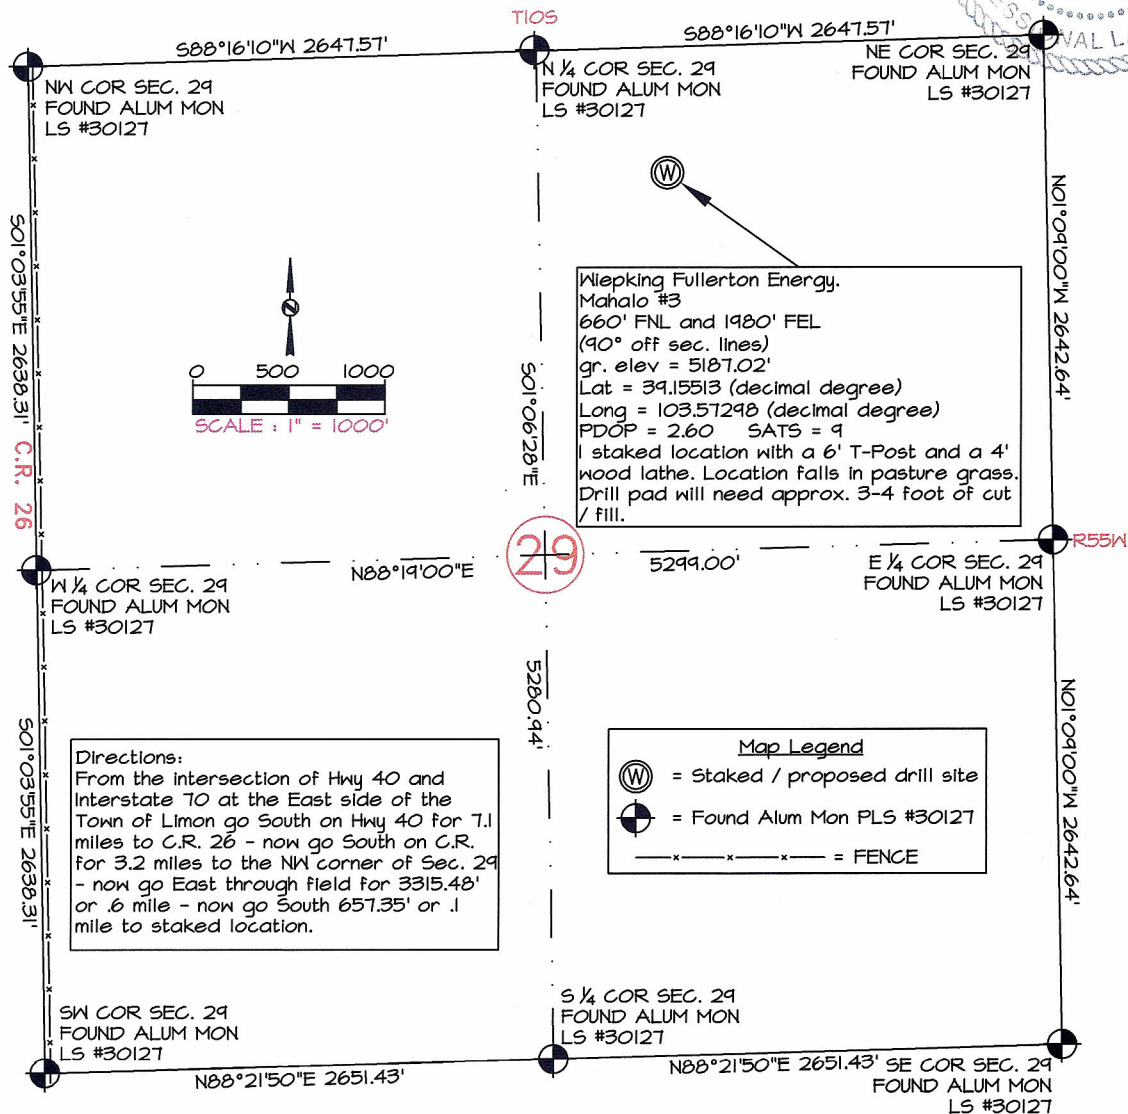 T10S
S88°16'10"W 2647.57'
S88°16'10"W 2647.57'
NW COR SEC. 29
FOUND ALUM MON
LS #30127
N ¼ COR SEC. 29
FOUND ALUM MON
LS #30127
NE COR SEC. 29
FOUND ALUM MON
LS #30127
NAL L
W
S01°03'55"E 2638.31'
C.R. 26
N
0 500 1000
SCALE : 1" = 1000'
S01°06'28"E
N01°09'00"W 2642.64'
Wiepking Fullerton Energy.
Mahalo #3
660' FNL and 1980' FEL
(90° off sec. lines)
gr. elev = 5187.02'
Lat = 39.15513 (decimal degree)
Long = 103.57298 (decimal degree)
PDOP = 2.60 SATS = 9
I staked location with a 6' T-Post and a 4'
wood lathe. Location falls in pasture grass.
Drill pad will need approx. 3-4 foot of cut
/ fill.
29
R55W
N88°19'00"E
5299.00'
W ¼ COR SEC. 29
FOUND ALUM MON
LS #30127
E ¼ COR SEC. 29
FOUND ALUM MON
LS #30127
S01°03'55"E 2638.31'
5280.94'
N01°09'00"W 2642.64'
Directions:
From the intersection of Hwy 40 and
Interstate 70 at the East side of the
Town of Limon go South on Hwy 40 for 7.1
miles to C.R. 26 - now go South on C.R.
for 3.2 miles to the NW corner of Sec. 29
- now go East through field for 3315.48'
or .6 mile - now go South 657.35' or .1
mile to staked location.
Map Legend
W = Staked / proposed drill site
= Found Alum Mon PLS #30127
= FENCE
SW COR SEC. 29
FOUND ALUM MON
LS #30127
S ¼ COR SEC. 29
FOUND ALUM MON
LS #30127
N88°21'50"E 2651.43'
N88°21'50"E 2651.43'
SE COR SEC. 29
FOUND ALUM MON
LS #30127